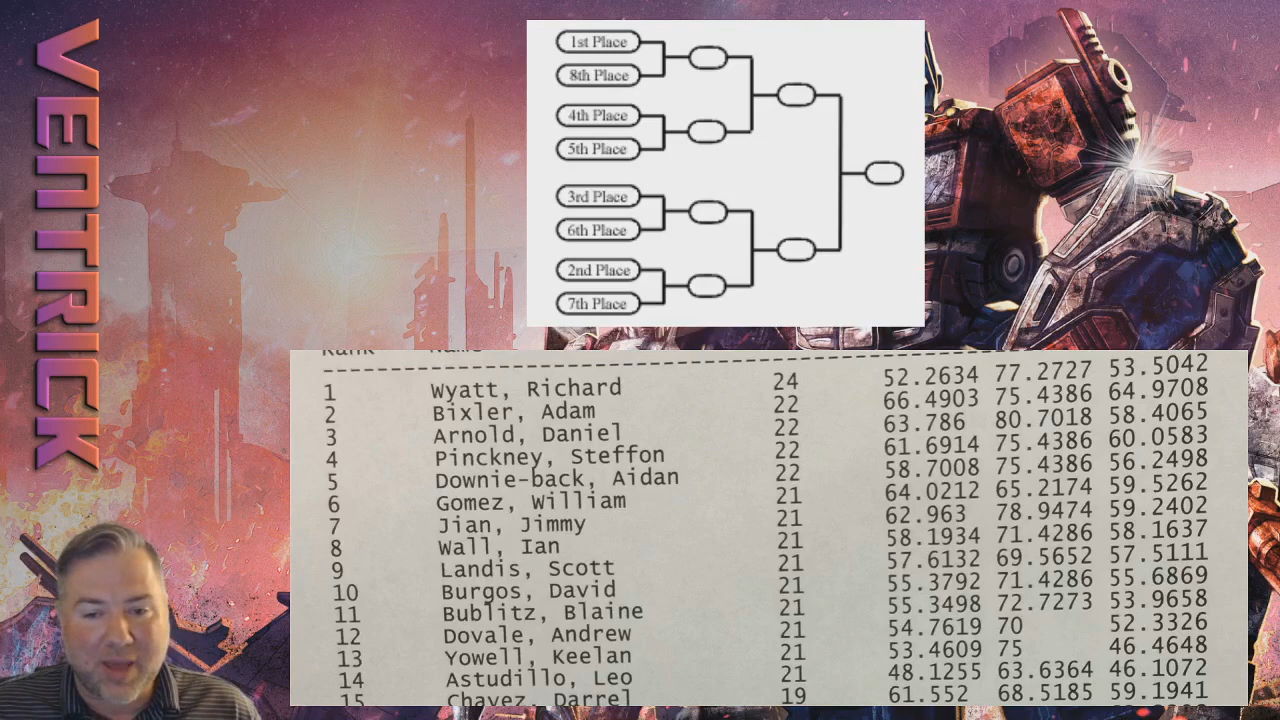 VENTRICK
1st Place
8th Place
4th Place
5th Place
3rd Place
6th Place
2nd Place
7th Place
Rank Name
1 Wyatt, Richard 24 52.2634 77.2727 53.5042
2 Bixler, Adam 22 66.4903 75.4386 64.9708
3 Arnold, Daniel 22 63.786 80.7018 58.4065
4 Pinckney, Steffon 22 61.6914 75.4386 60.0583
5 Downie-back, Aidan 22 58.7008 75.4386 56.2498
6 Gomez, William 21 64.0212 65.2174 59.5262
7 Jian, Jimmy 21 62.963 78.9474 59.2402
8 Wall, Ian 21 58.1934 71.4286 58.1637
9 Landis, Scott 21 57.6132 69.5652 57.5111
10 Burgos, David 21 55.3792 71.4286 55.6869
11 Bublitz, Blaine 21 55.3498 72.7273 53.9658
12 Dovale, Andrew 21 54.7619 70 52.3326
13 Yowell, Keelan 21 53.4609 75 46.4648
14 Astudillo, Leo 21 48.1255 63.6364 46.1072
15 Chavez, Darrel 19 61.552 68.5185 59.1941